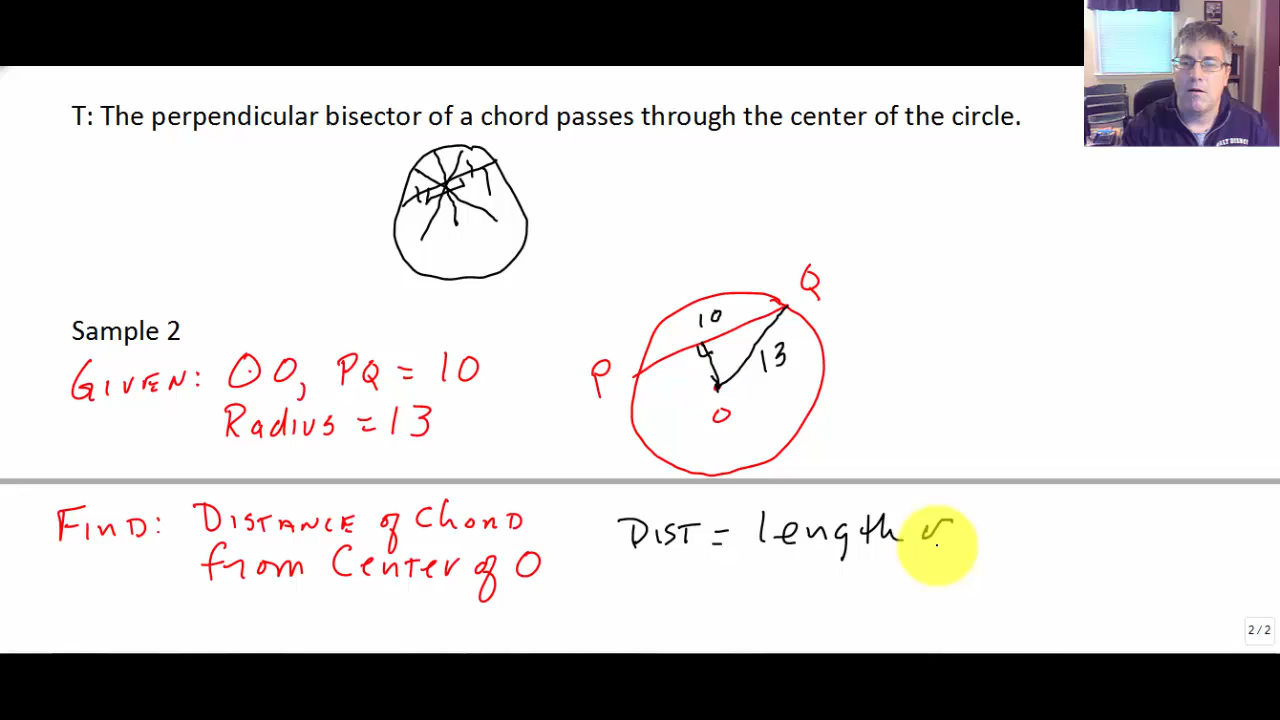 T: The perpendicular bisector of a chord passes through the center of the circle.
Sample 2
GIVEN: ⊙O, PQ = 10
Radius = 13
Q
10
13
P
O
FIND: DISTANCE of ChorD
from Center of O
DIST = length
2 / 2